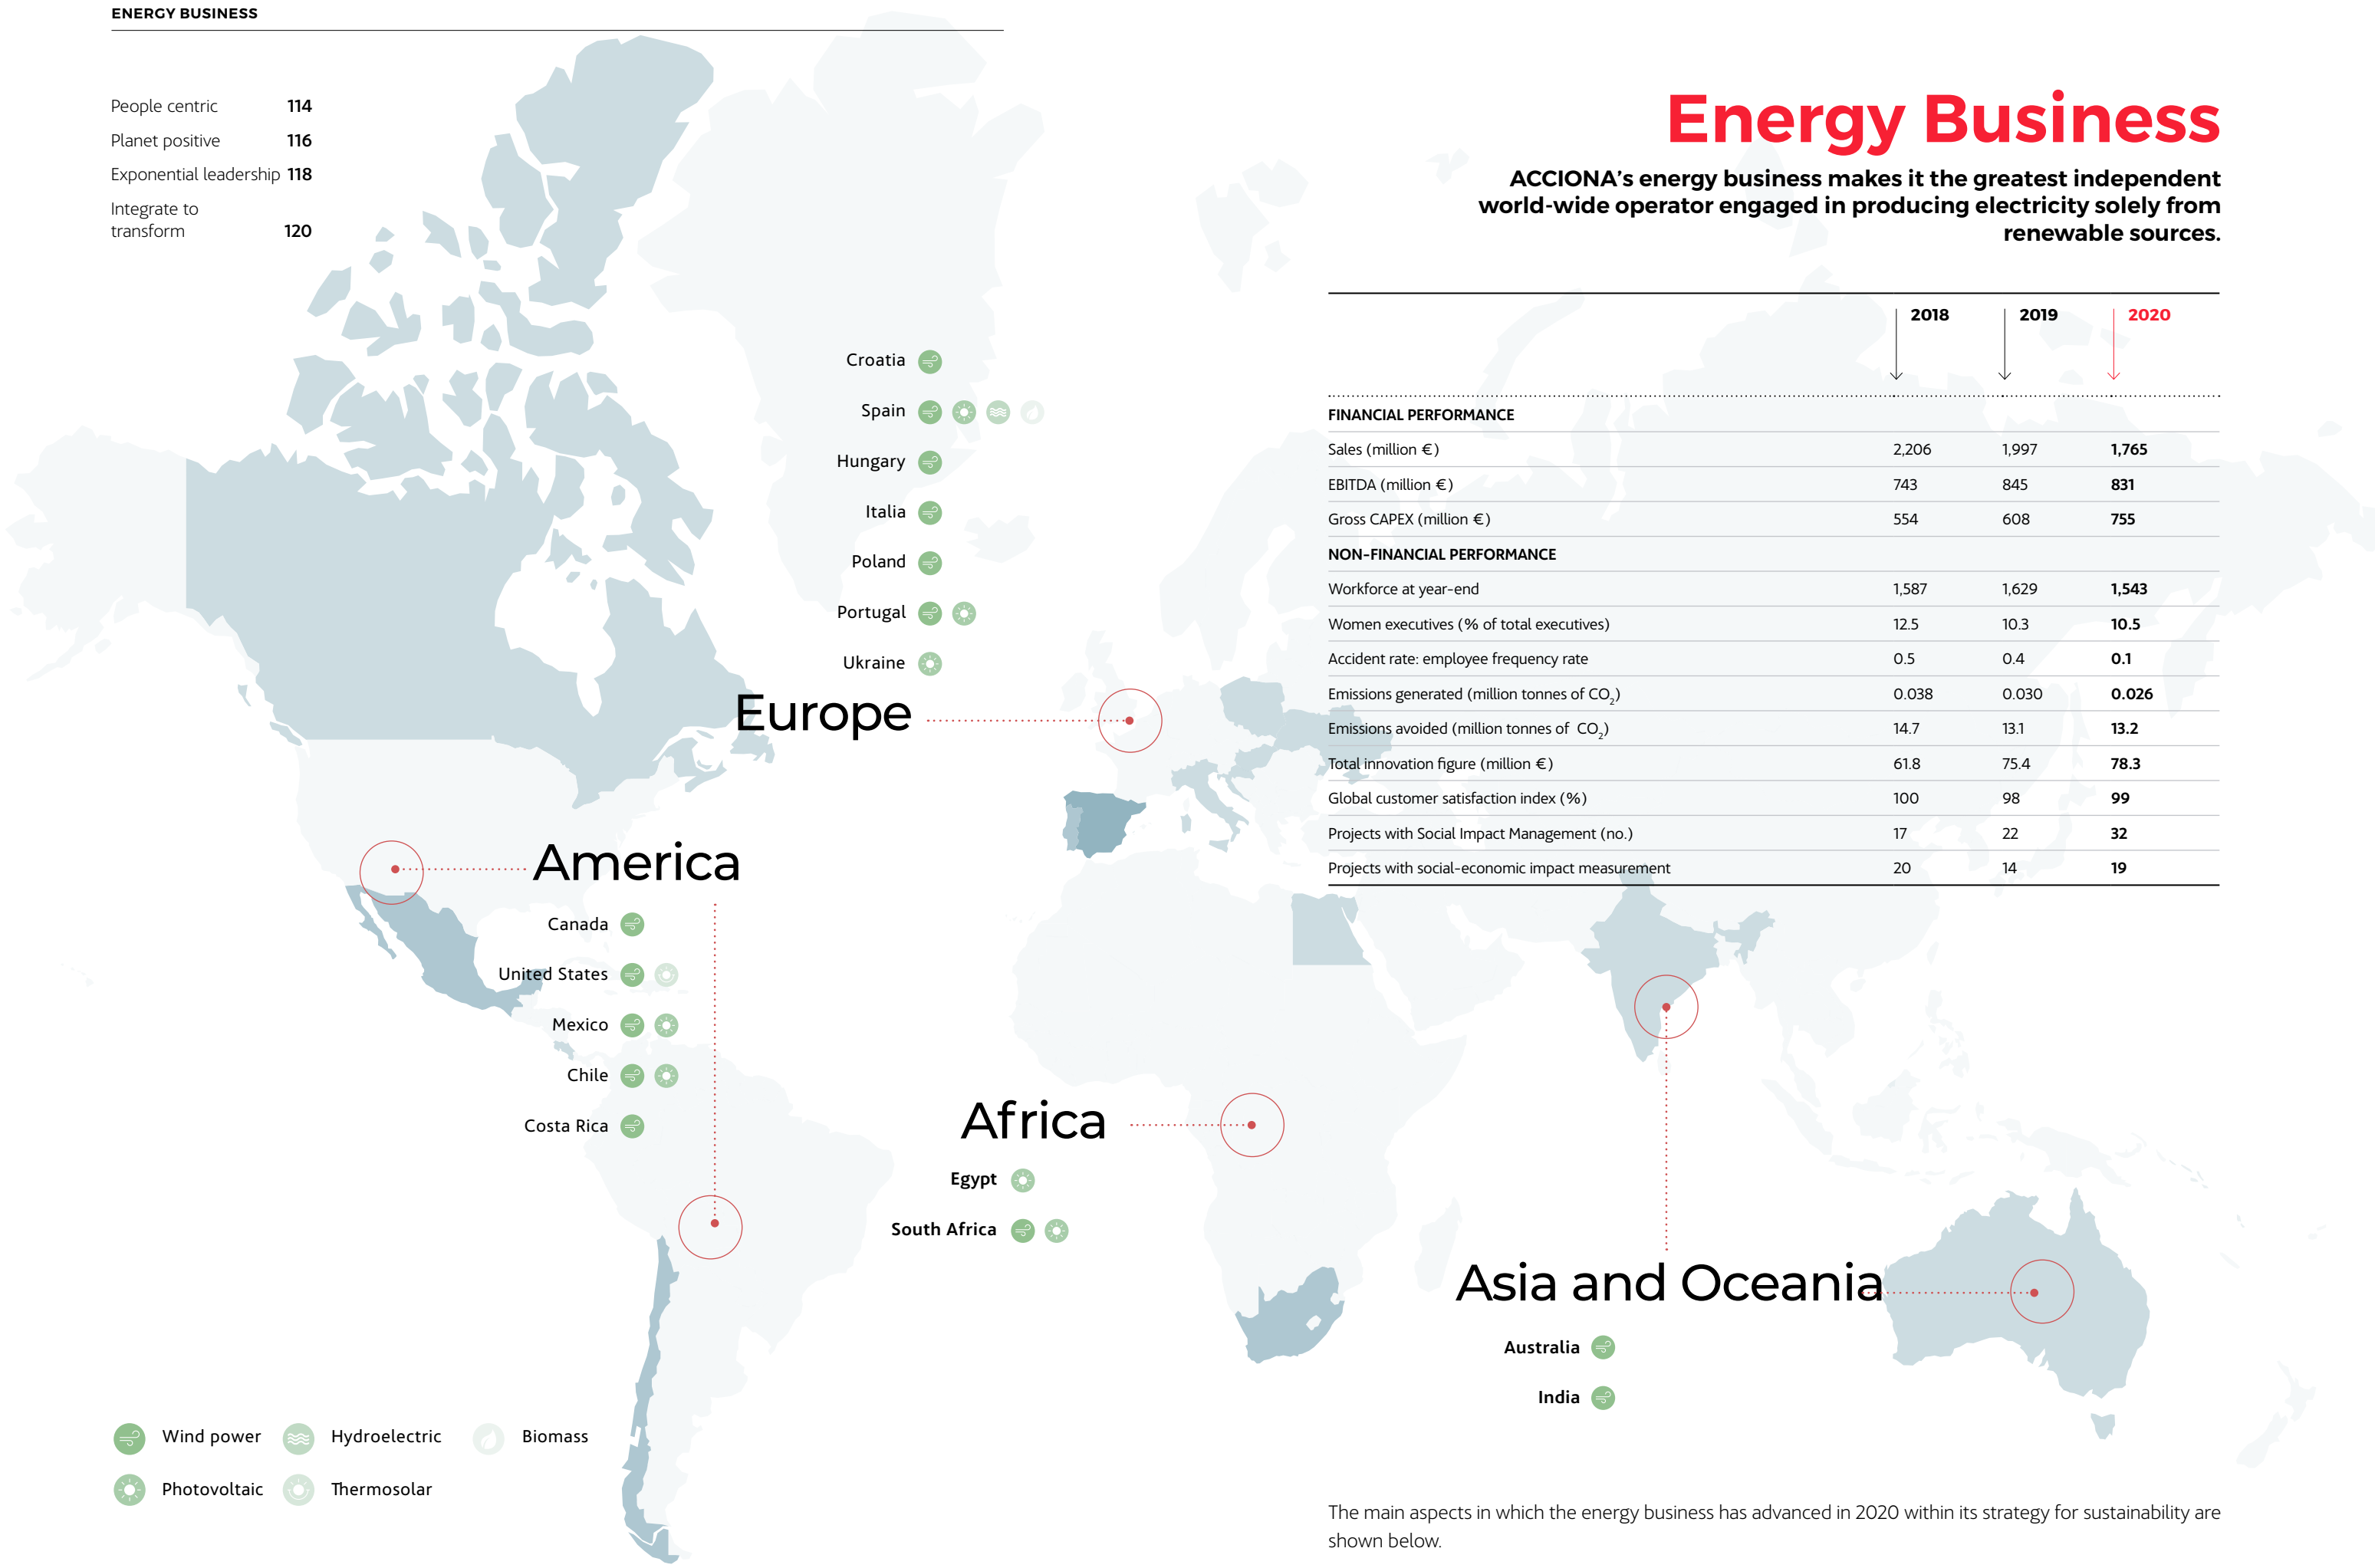 ENERGY BUSINESS
People centric 114
Planet positive 116
Exponential leadership 118
Integrate to
transform 120
Energy Business
ACCIONA's energy business makes it the greatest independent
world-wide operator engaged in producing electricity solely from
renewable sources.
2018 2019 2020
FINANCIAL PERFORMANCE
Sales (million €) 2,206 1,997 1,765
EBITDA (million €) 743 845 831
Gross CAPEX (million €) 554 608 755
NON-FINANCIAL PERFORMANCE
Workforce at year-end 1,587 1,629 1,543
Women executives (% of total executives) 12.5 10.3 10.5
Accident rate: employee frequency rate 0.5 0.4 0.1
Emissions generated (million tonnes of CO₂) 0.038 0.030 0.026
Emissions avoided (million tonnes of CO₂) 14.7 13.1 13.2
Total innovation figure (million €) 61.8 75.4 78.3
Global customer satisfaction index (%) 100 98 99
Projects with Social Impact Management (no.) 17 22 32
Projects with social-economic impact measurement 20 14 19
Croatia
Spain
Hungary
Italia
Poland
Portugal
Ukraine
Europe
America
Canada
United States
Mexico
Chile
Costa Rica
Africa
Egypt
South Africa
Asia and Oceania
Australia
India
Wind power Hydroelectric Biomass
Photovoltaic Thermosolar
The main aspects in which the energy business has advanced in 2020 within its strategy for sustainability are
shown below.